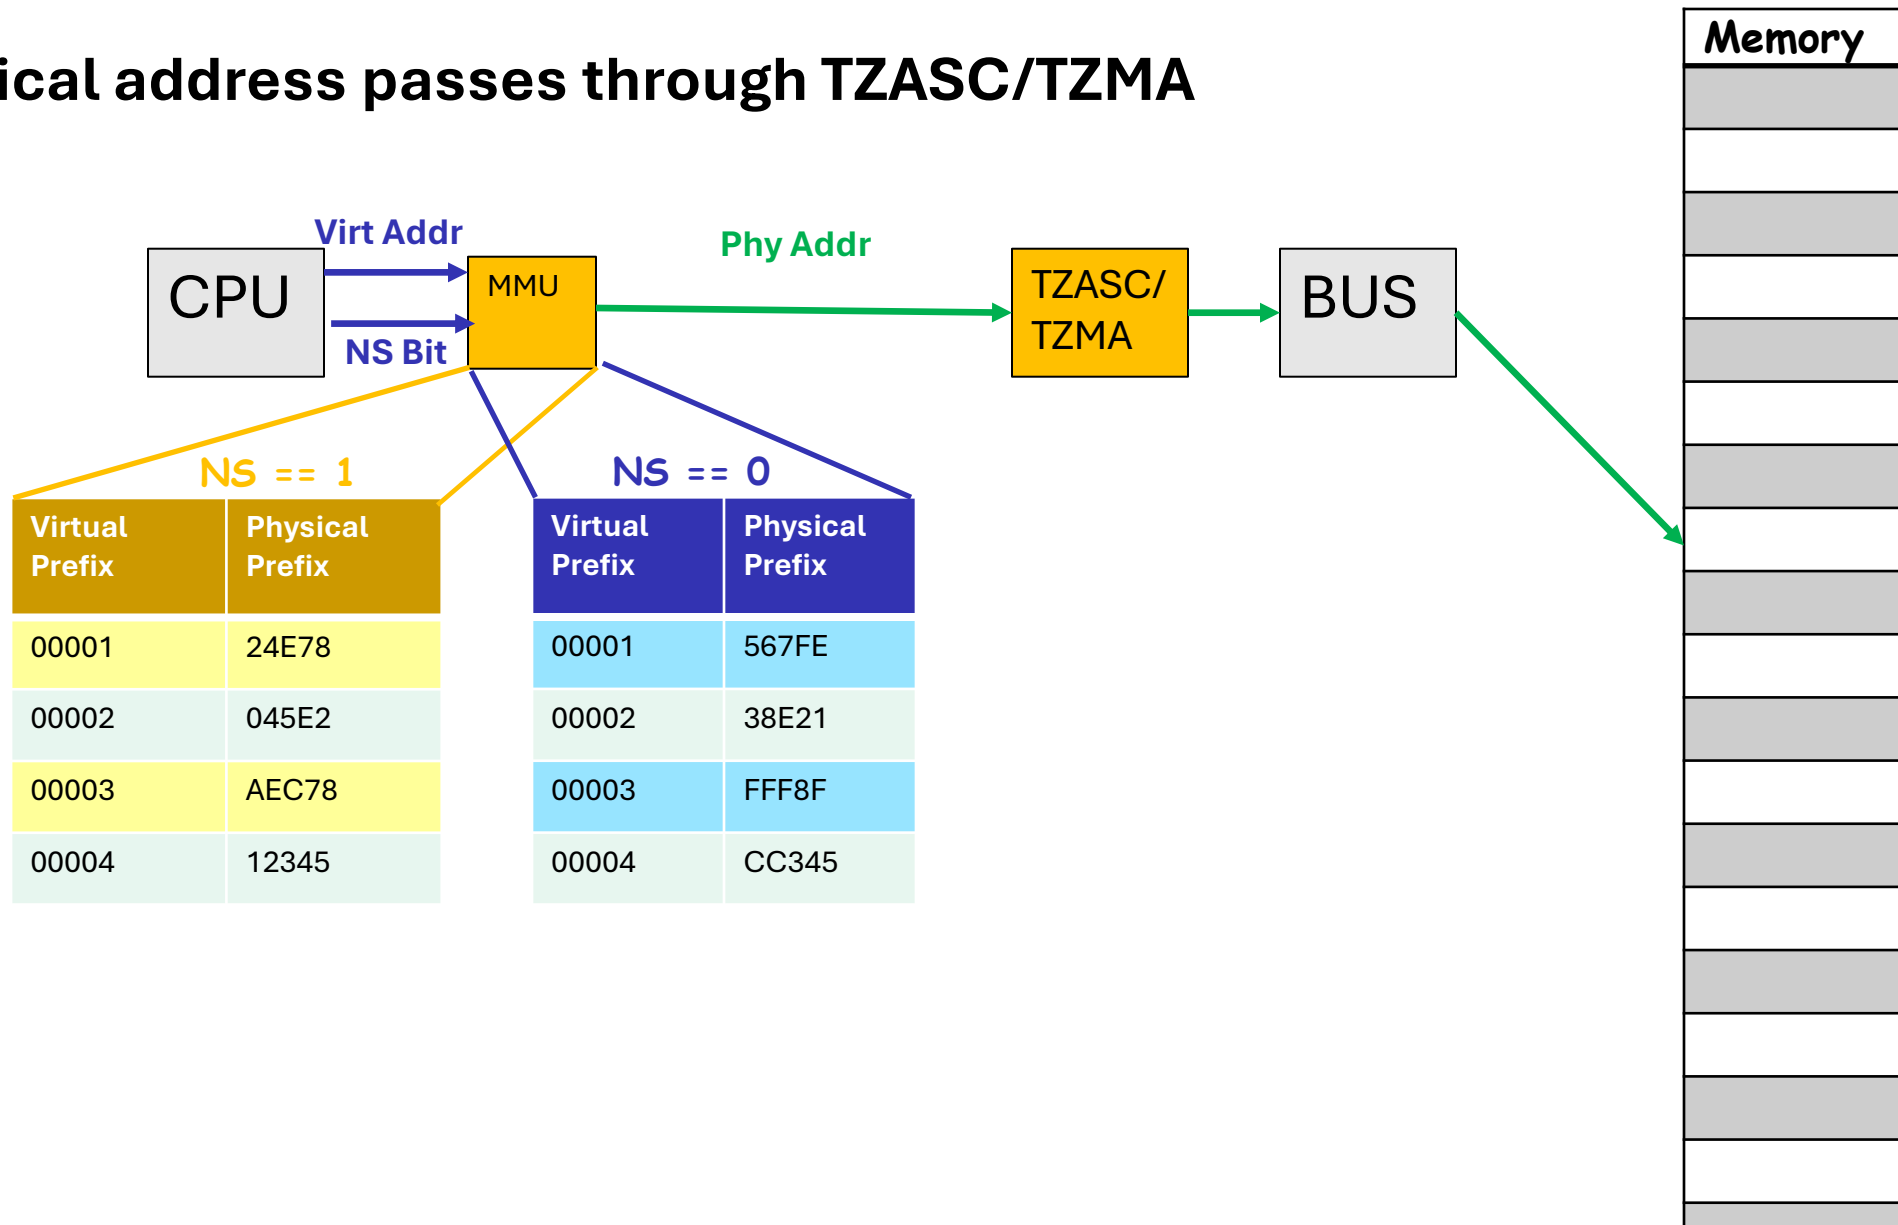 ical address passes through TZASC/TZMA
Memory
Virt Addr
Phy Addr
CPU
MMU
TZASC/
TZMA
BUS
NS Bit
NS == 1
NS == 0
Virtual Prefix
Physical Prefix
Virtual Prefix
Physical Prefix
00001 24E78
00001 567FE
00002 045E2
00002 38E21
00003 AEC78
00003 FFF8F
00004 12345
00004 CC345